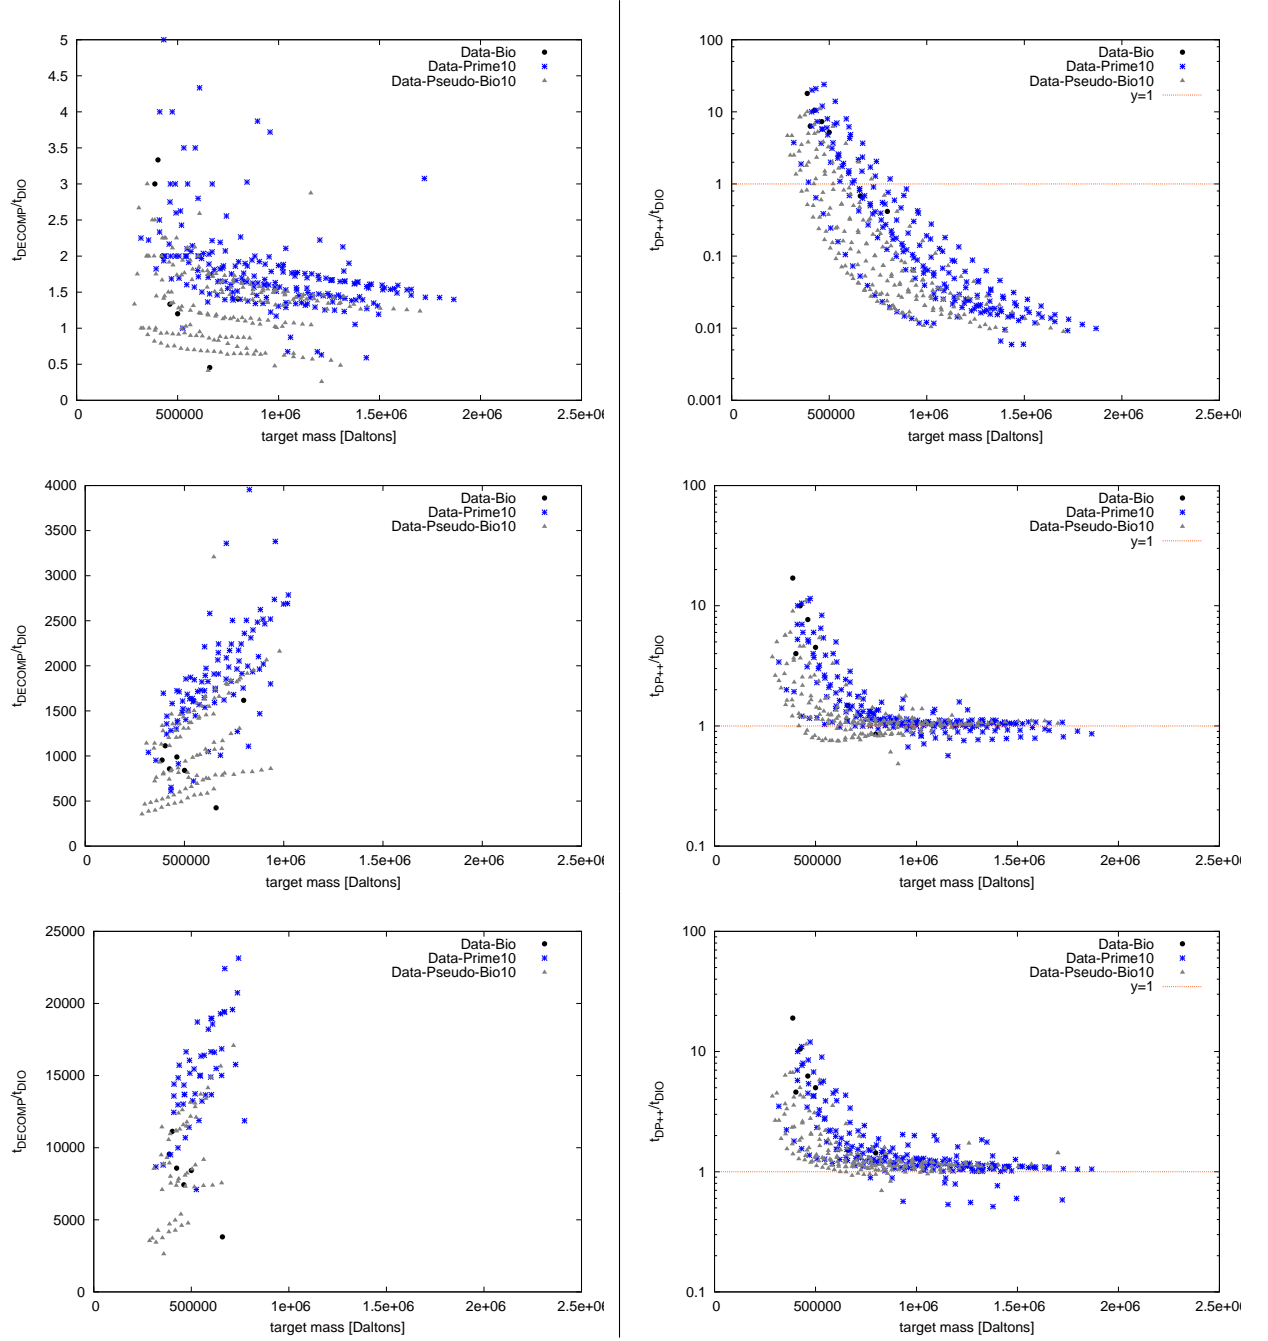 5
4.5
4
3.5
3
2.5
2
1.5
1
0.5
0
0
500000
1e+06
1.5e+06
2e+06
2.5e+0
tDECOMP/tDIO
target mass [Daltons]
Data-Bio
Data-Prime10
Data-Pseudo-Bio10
100
10
1
0.1
0.01
0.001
0
500000
1e+06
1.5e+06
2e+06
2.5e+0
tDP++/tDIO
target mass [Daltons]
Data-Bio
Data-Prime10
Data-Pseudo-Bio10
y=1
4000
3500
3000
2500
2000
1500
1000
500
0
0
500000
1e+06
1.5e+06
2e+06
2.5e+0
tDECOMP/tDIO
target mass [Daltons]
Data-Bio
Data-Prime10
Data-Pseudo-Bio10
100
10
1
0.1
0
500000
1e+06
1.5e+06
2e+06
2.5e+0
tDP++/tDIO
target mass [Daltons]
Data-Bio
Data-Prime10
Data-Pseudo-Bio10
y=1
25000
20000
15000
10000
5000
0
0
500000
1e+06
1.5e+06
2e+06
2.5e+0
tDECOMP/tDIO
target mass [Daltons]
Data-Bio
Data-Prime10
Data-Pseudo-Bio10
100
10
1
0.1
0
500000
1e+06
1.5e+06
2e+06
2.5e+0
tDP++/tDIO
target mass [Daltons]
Data-Bio
Data-Prime10
Data-Pseudo-Bio10
y=1